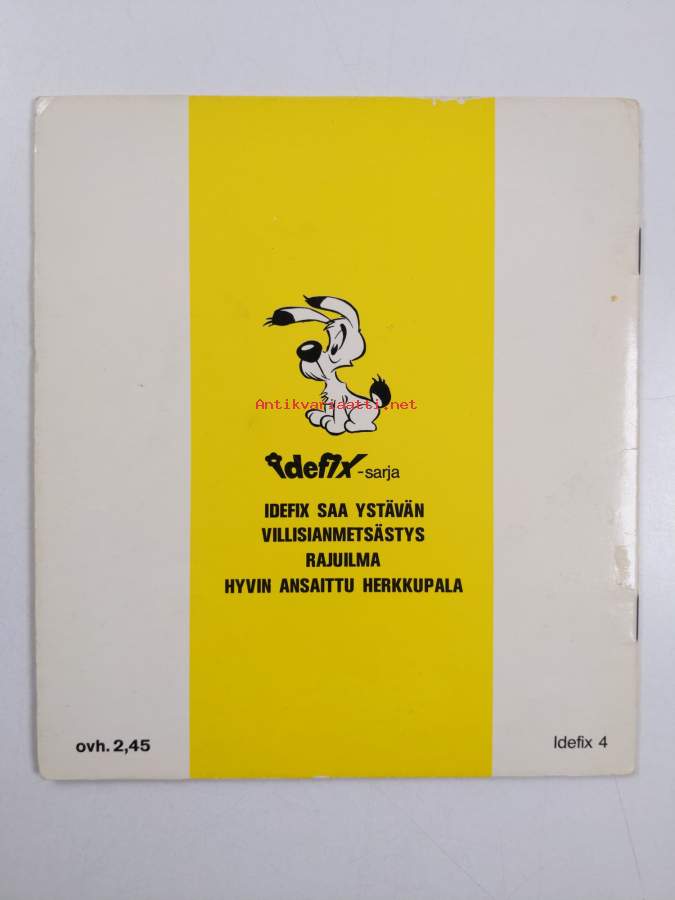 Antikvariaatti.net
idefix-sarja
IDEFIX SAA YSTÄVÄN
VILLISIANMETSÄSTYS
RAJUILMA
HYVIN ANSAITTU HERKKUPALA
ovh. 2,45
Idefix 4